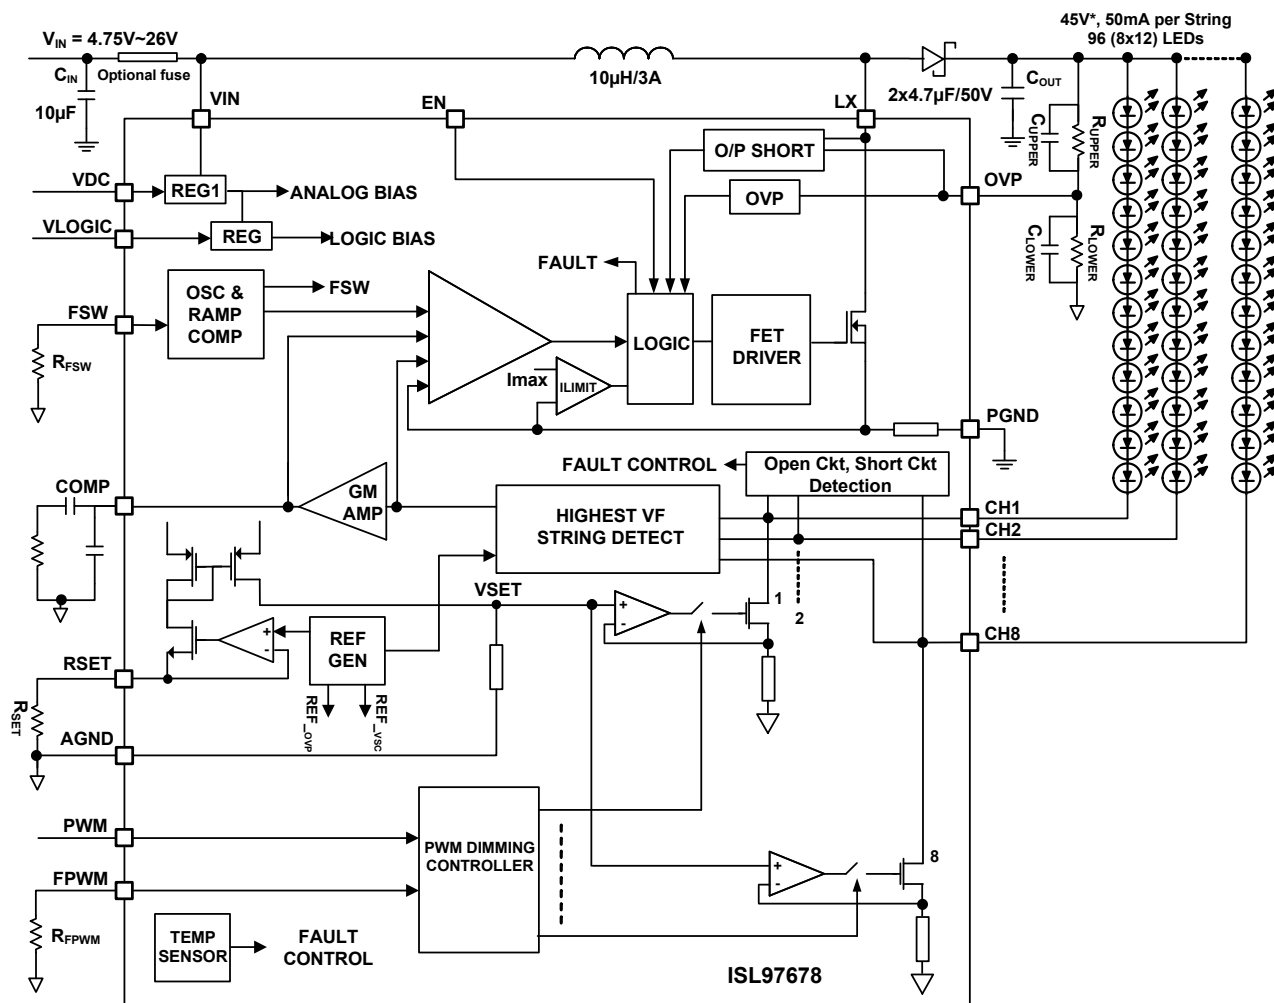 45V*, 50mA per String
96 (8x12) LEDs
VIN = 4.75V~26V
CIN
Optional fuse
10µF
VIN
10µH/3A
EN
LX
2x4.7µF/50V
COUT
CUPPER
RUPPER
O/P SHORT
VDC
REG1
ANALOG BIAS
OVP
OVP
VLOGIC
REG
LOGIC BIAS
CLOWER
RLOWER
FAULT
FSW
OSC &
RAMP
COMP
FSW
RFSW
LOGIC
FET
DRIVER
Imax
ILIMIT
PGND
FAULT CONTROL
Open Ckt, Short Ckt
Detection
COMP
GM
AMP
HIGHEST VF
STRING DETECT
CH1
CH2
VSET
+
-
1
2
+
-
REF
GEN
CH8
RSET
RSET
REF_OVP
REF_VSC
AGND
PWM
PWM DIMMING
CONTROLLER
FPWM
RFPWM
+
-
8
TEMP
SENSOR
FAULT
CONTROL
ISL97678